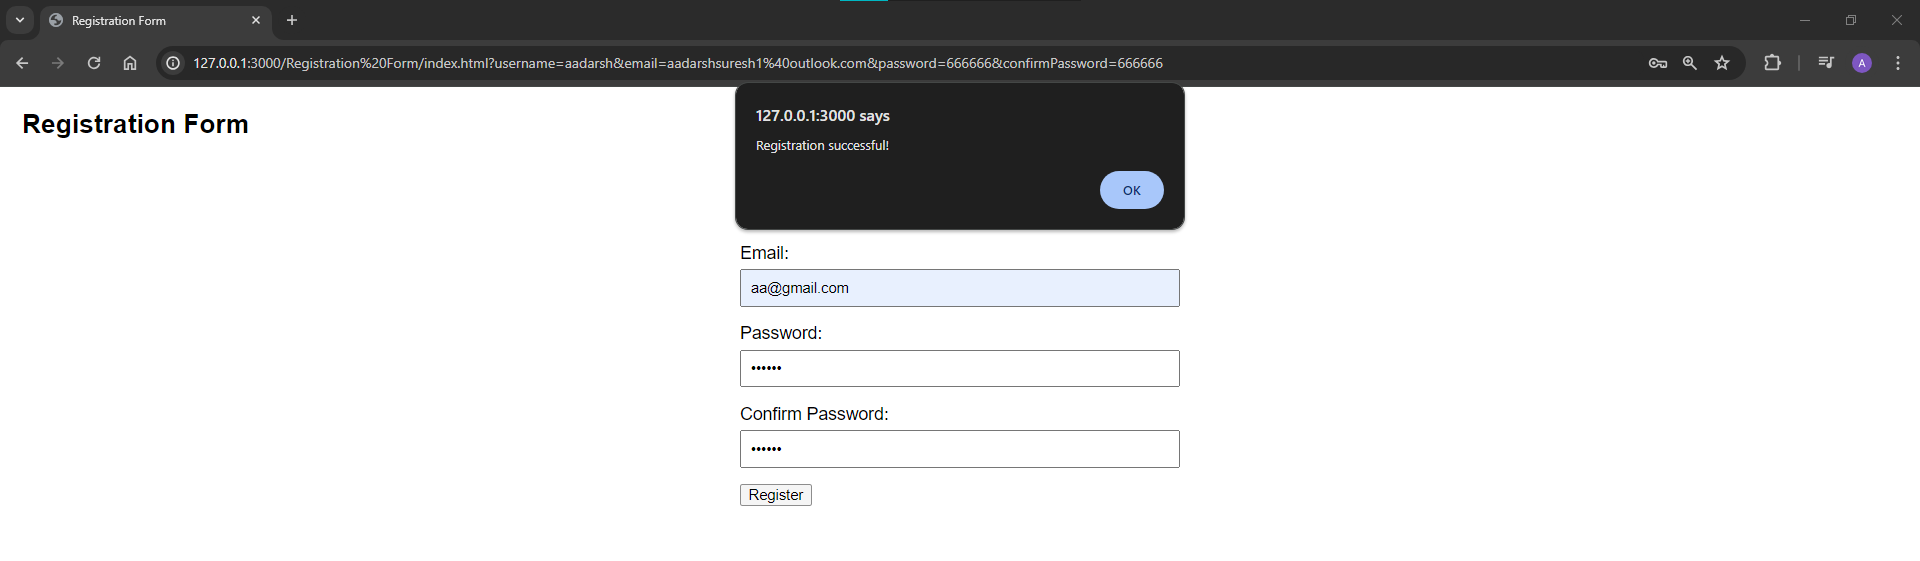 Registration Form
127.0.0.1:3000/Registration%20Form/index.html?username=aadarsh&email=aadarshsuresh1%40outlook.com&password=666666&confirmPassword=666666
A
Registration Form
127.0.0.1:3000 says
Registration successful!
OK
Email:
aa@gmail.com
Password:
••••••
Confirm Password:
••••••
Register